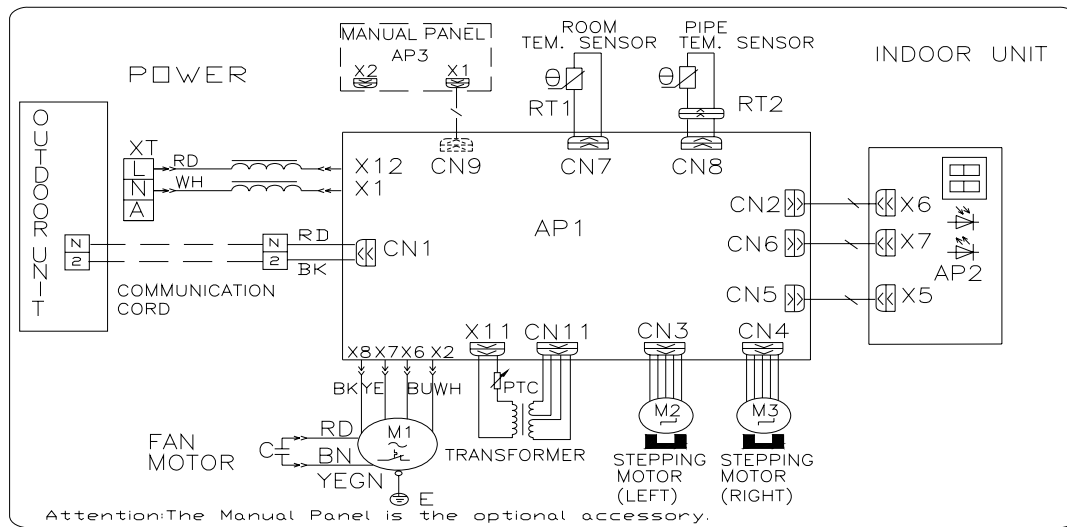 POWER
MANUAL PANEL
AP3
X2
X1
ROOM
TEM. SENSOR
PIPE
TEM. SENSOR
INDOOR UNIT
θ
RT1
θ
RT2
OUTDOOR UNIT
XT
L
N
A
RD
WH
X12
X1
CN9
CN7
CN8
AP1
CN2
X6
CN6
X7
AP2
CN5
X5
N
2
N
2
RD
BK
CN1
COMMUNICATION
CORD
X8
X7
X6
X2
X11
CN11
CN3
CN4
BK
YE
BU
WH
PTC
M1
~
M2
M3
FAN
MOTOR
C
RD
BN
YEGN
E
TRANSFORMER
STEPPING
MOTOR
(LEFT)
STEPPING
MOTOR
(RIGHT)
Attention:The Manual Panel is the optional accessory.